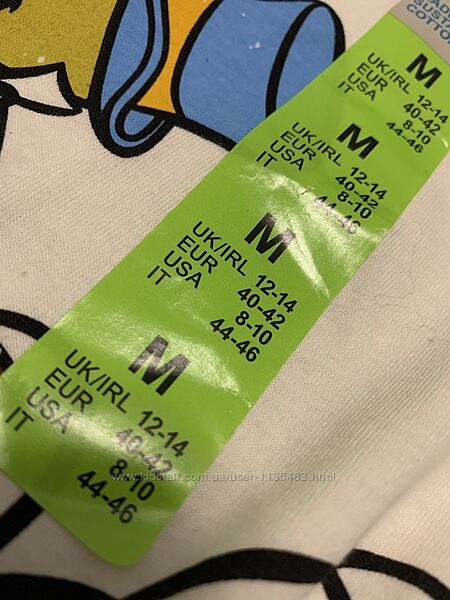 SUSTA
COTTO
M
UK/IRL 12-14
EUR 40-42
USA 8-10
IT 44-46
M
UK/IRL 12-14
EUR 40-42
USA 8-10
IT 44-46
M
UK/IRL 12-14
EUR 40-42
USA 8-10
IT 44-46
M
UK/IRL 12-14
EUR 40-42
USA 8-10
IT 44-46
www.kidstaff.com.ua/user-1135483.html